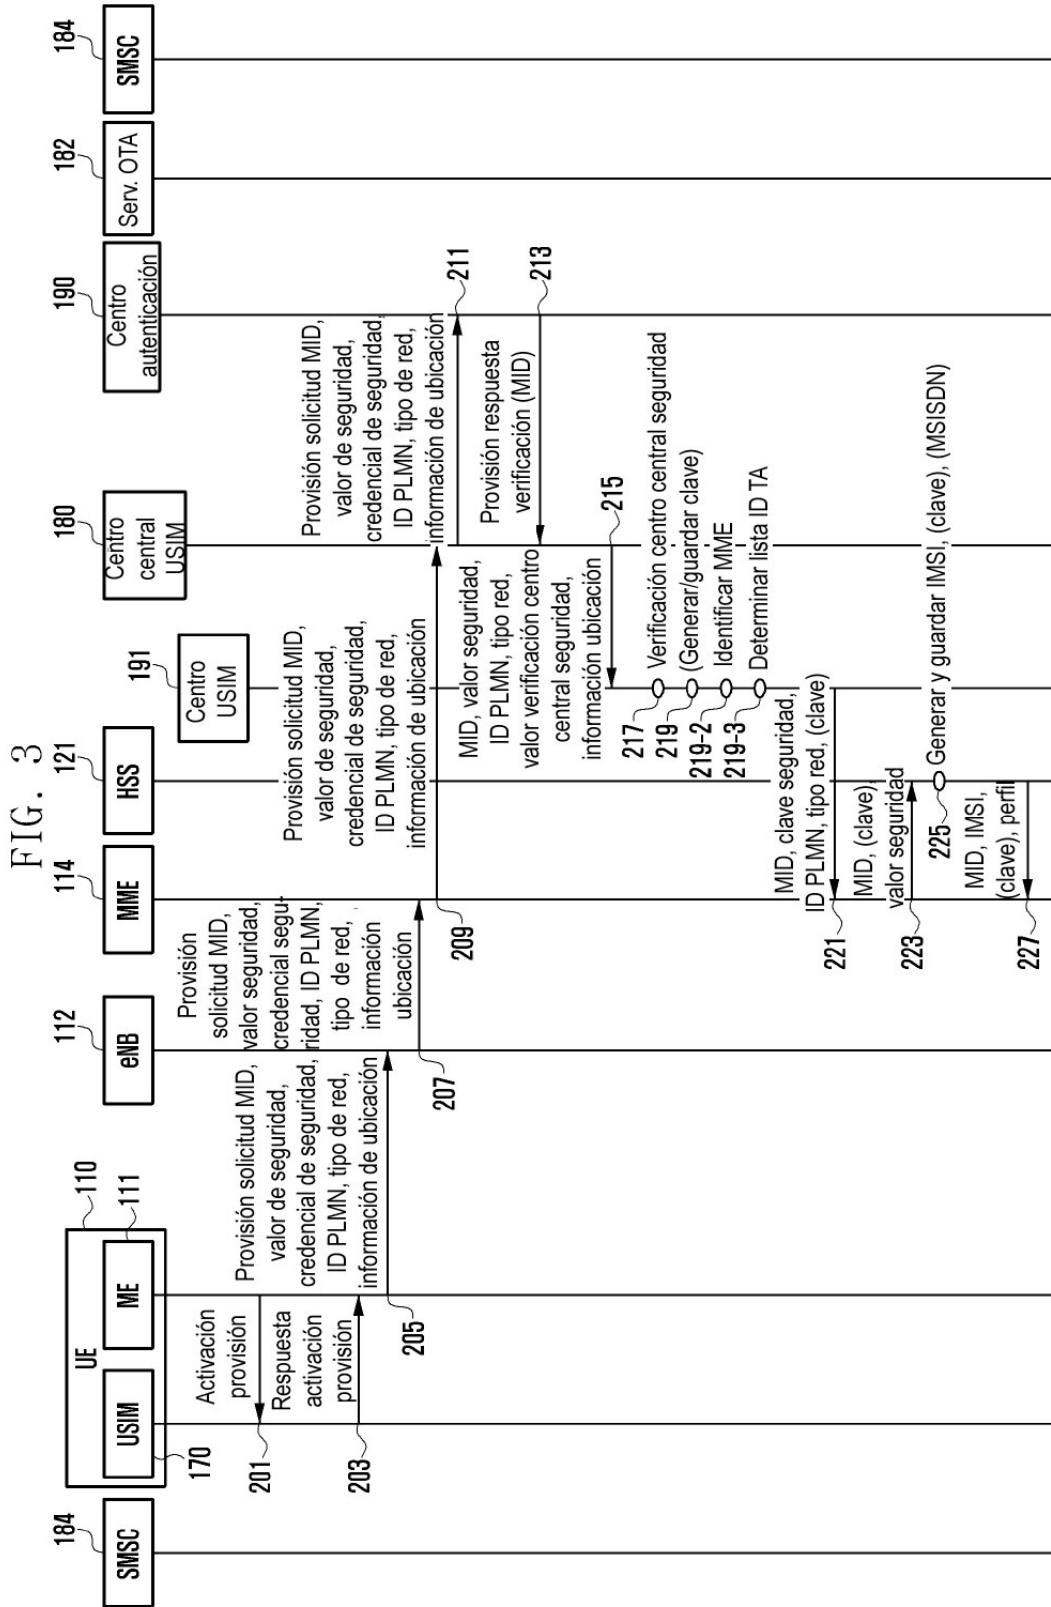 FIG. 3
184
SMSC
110
UE
170
USIM
111
ME
112
eNB
114
MME
121
HSS
191
Centro
USIM
180
Centro
central
USIM
190
Centro
autenticación
182
Serv. OTA
184
SMSC
201
Activación
provisión
203
Respuesta
activación
provisión
205
Provisión solicitud MID,
valor de seguridad,
credencial de seguridad,
ID PLMN, tipo de red,
información de ubicación
207
Provisión
solicitud MID,
valor seguridad,
credencial segu-
ridad, ID PLMN,
tipo de red,
información
ubicación
209
Provisión solicitud MID,
valor de seguridad,
credencial de seguridad,
ID PLMN, tipo de red,
información de ubicación
211
Provisión solicitud MID,
valor de seguridad,
credencial de seguridad,
ID PLMN, tipo de red,
información de ubicación
213
Provisión respuesta
verificación (MID)
215
MID, valor seguridad,
ID PLMN, tipo red,
valor verificación centro
central seguridad,
información ubicación
217
Verificación centro central seguridad
219
(Generar/guardar clave)
219-2
Identificar MME
219-3
Determinar lista ID TA
221
MID, clave seguridad,
ID PLMN, tipo red, (clave)
223
MID, (clave),
valor seguridad
225
Generar y guardar IMSI, (clave), (MSISDN)
227
MID, IMSI,
(clave), perfil